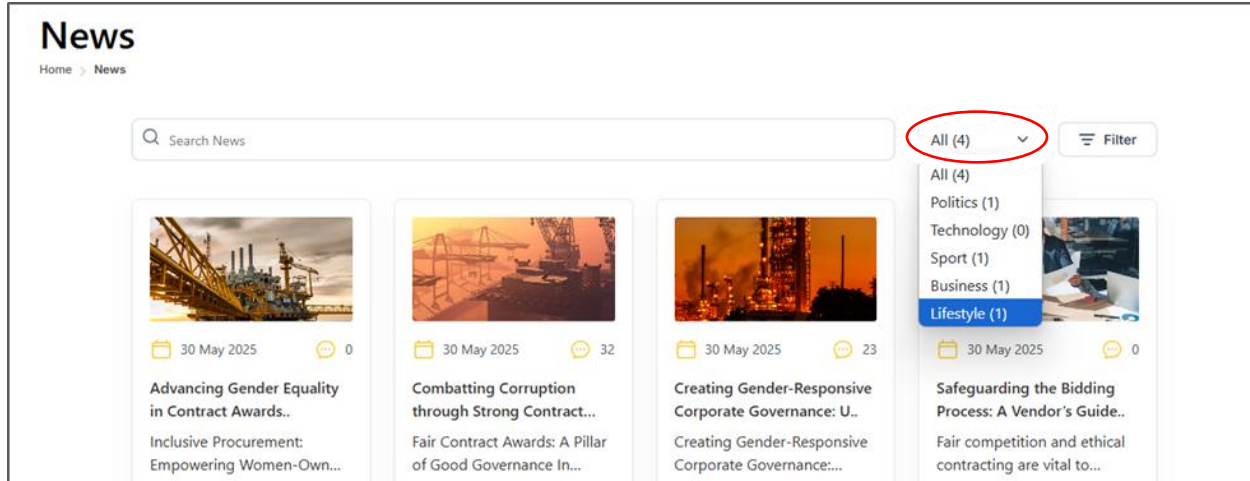 News
Home > News
Search News
All (4)
Filter
All (4)
Politics (1)
Technology (0)
Sport (1)
Business (1)
Lifestyle (1)
30 May 2025 0
Advancing Gender Equality
in Contract Awards..
Inclusive Procurement:
Empowering Women-Own...
30 May 2025 32
Combatting Corruption
through Strong Contract...
Fair Contract Awards: A Pillar
of Good Governance In...
30 May 2025 23
Creating Gender-Responsive
Corporate Governance: U..
Creating Gender-Responsive
Corporate Governance:...
30 May 2025 0
Safeguarding the Bidding
Process: A Vendor's Guide..
Fair competition and ethical
contracting are vital to...